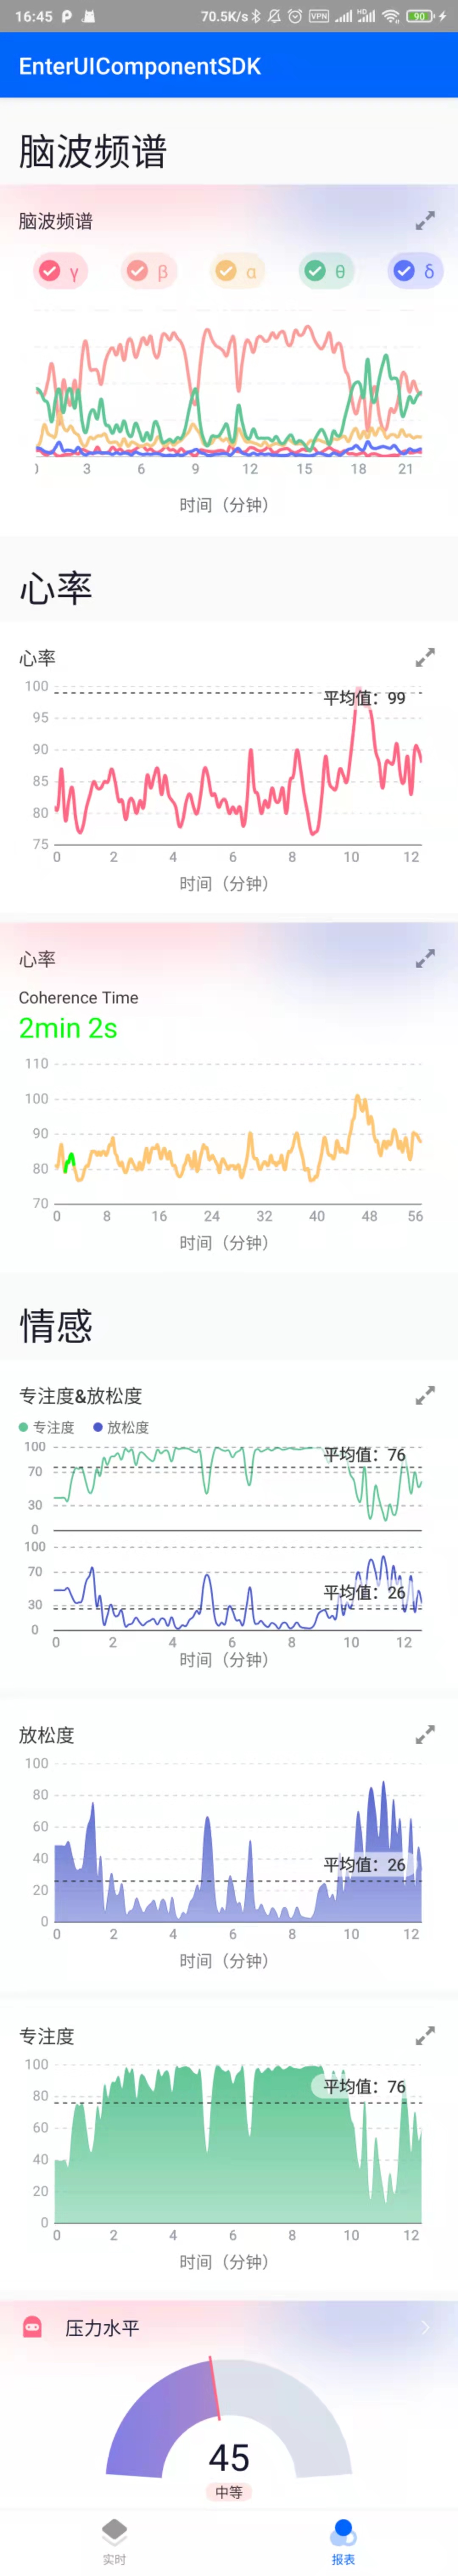 16:45 70.5K/s VPN HD 90
EnterUIComponentSDK
脑波频谱
脑波频谱
γ β α θ δ
0 3 6 9 12 15 18 21
时间（分钟）
心率
心率
100
平均值：99
95
90
85
80
75
0 2 4 6 8 10 12
时间（分钟）
心率
Coherence Time
2min 2s
110
100
90
80
70
0 8 16 24 32 40 48 56
时间（分钟）
情感
专注度&放松度
专注度 放松度
100
平均值：76
70
30
0
100
70
平均值：26
30
0
0 2 4 6 8 10 12
时间（分钟）
放松度
100
80
60
40
平均值：26
20
0
0 2 4 6 8 10 12
时间（分钟）
专注度
100
平均值：76
80
60
40
20
0
0 2 4 6 8 10 12
时间（分钟）
压力水平
45
中等
实时 报表